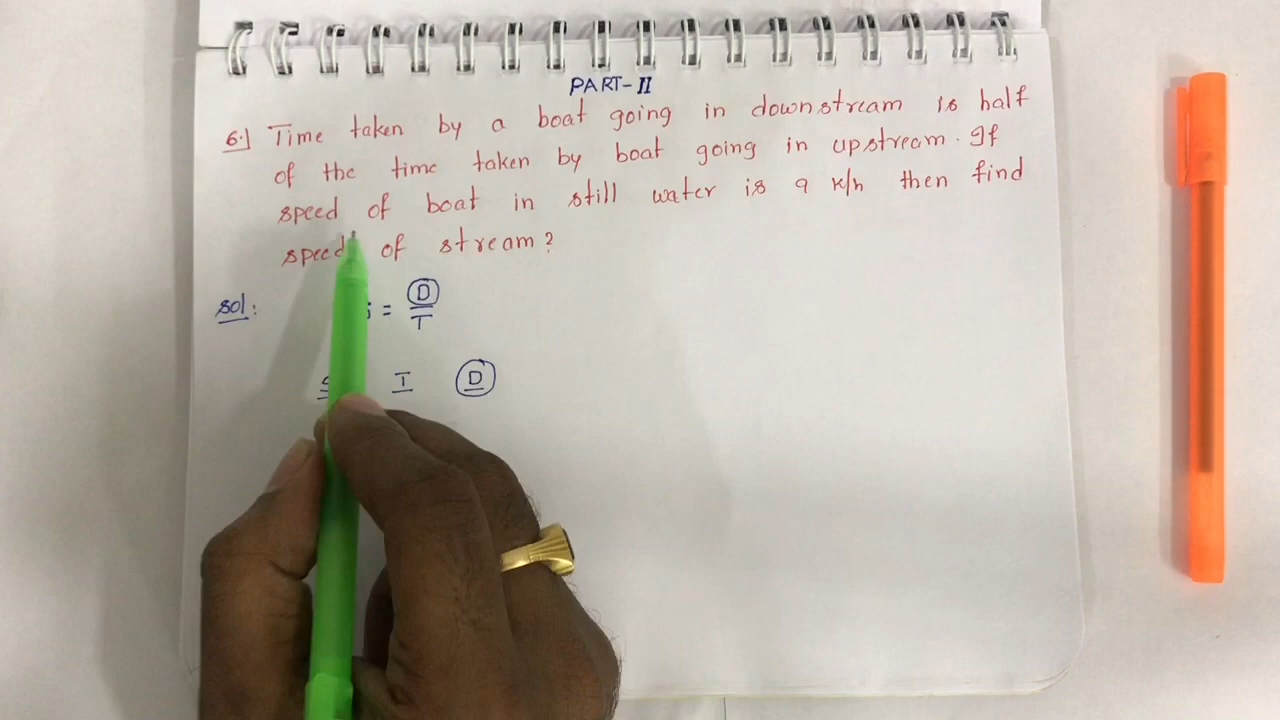 PART-II
6.) Time taken by a boat going in downstream is half
of the time taken by boat going in upstream. If
speed of boat in still water is 9 k/h then find
speed of stream?
Sol: S = D/T
S T D